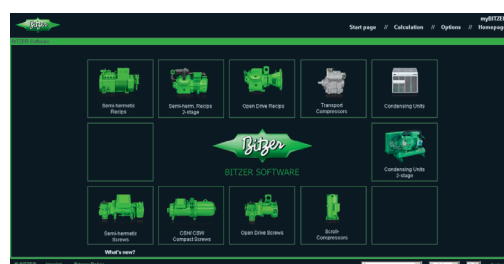 Bitzer
myBITZER
Start page // Calculation // Options // Homepage
BITZER Software
Semi-hermetic
Recips
Semi-herm. Recips
2-stage
Open Drive Recips
Transport
Compressors
Condensing Units
Bitzer
BITZER SOFTWARE
Condensing Units
2-stage
Semi-hermetic
Screws
CSH/ CSW
Compact Screws
Open Drive Screws
Scroll-
Compressors
What's new?